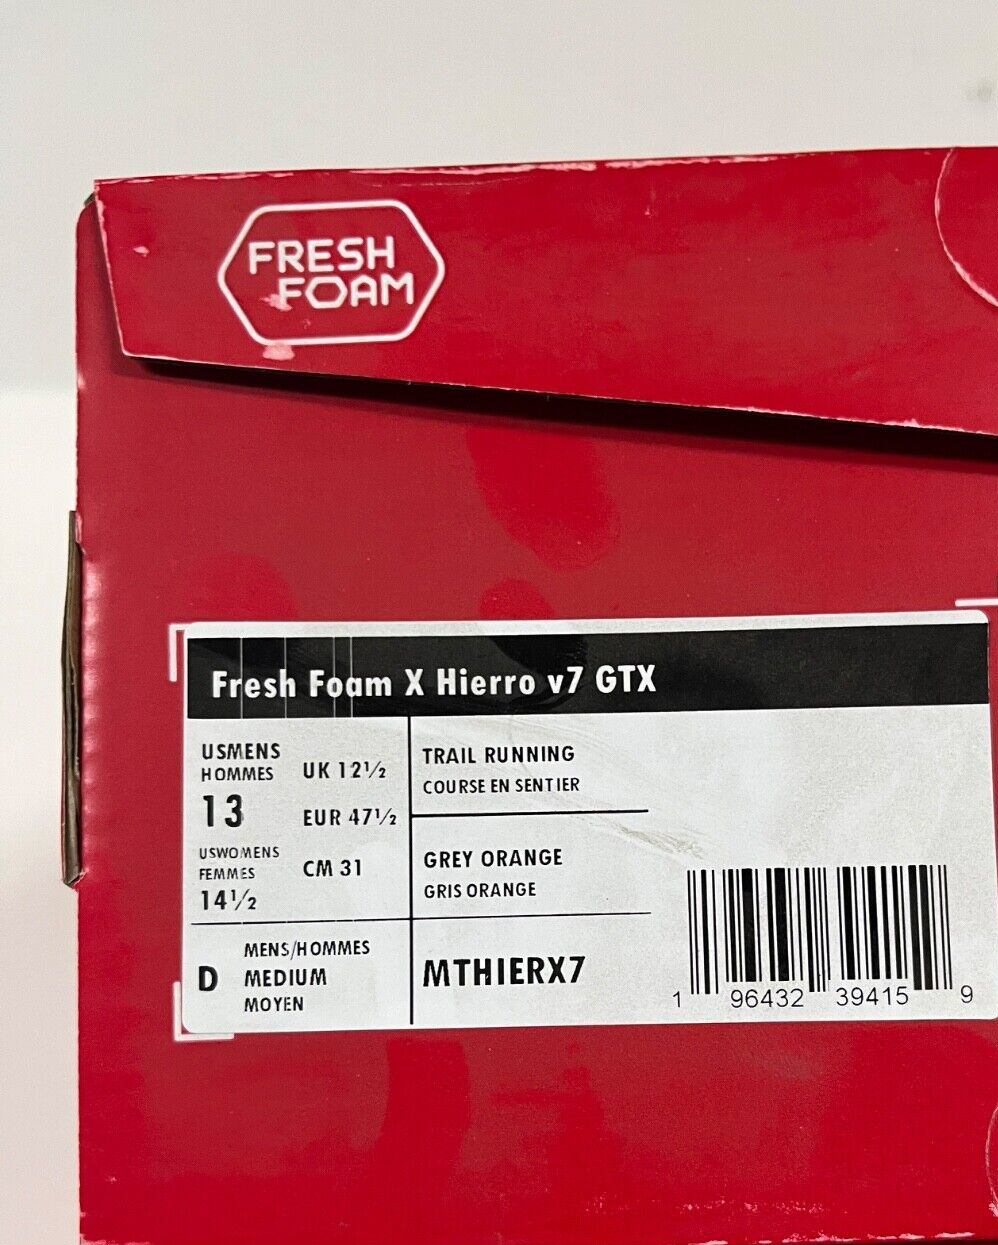 FRESH
FOAM
Fresh Foam X Hierro v7 GTX
USMENS
HOMMES
13
UK 12½
EUR 47½
USWOMENS
FEMMES
14½
CM 31
TRAIL RUNNING
COURSE EN SENTIER
GREY ORANGE
GRIS ORANGE
D
MENS/HOMMES
MEDIUM
MOYEN
MTHIERX7
1 96432 39415 9